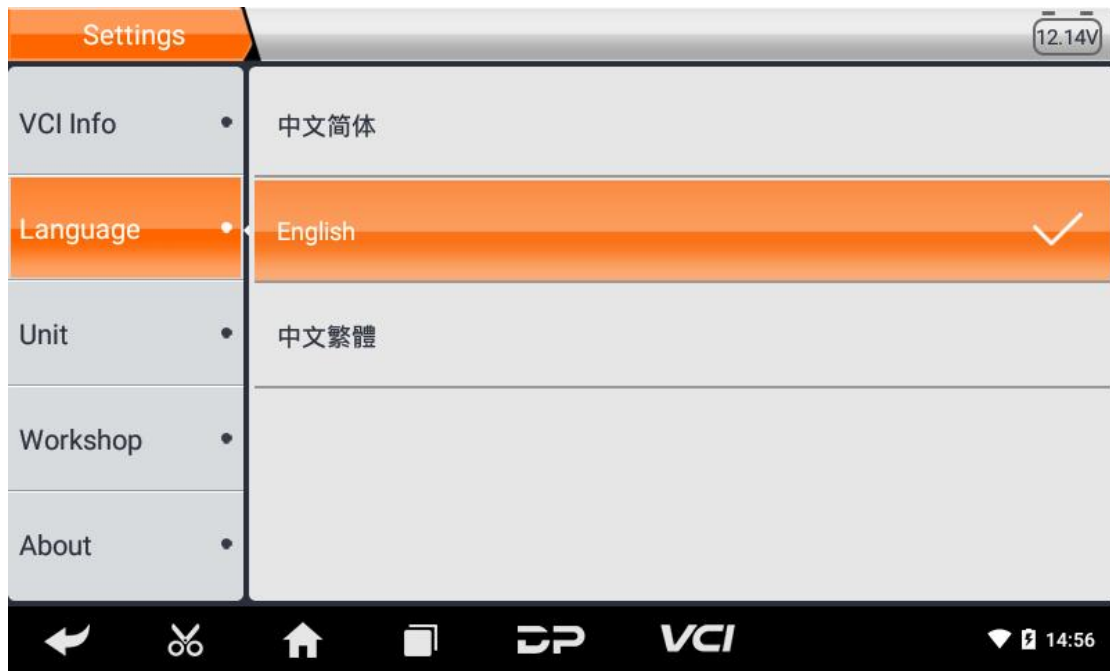 Settings
12.14V
VCI Info
中文简体
Language
English
Unit
中文繁體
Workshop
About
DP
VCI
14:56